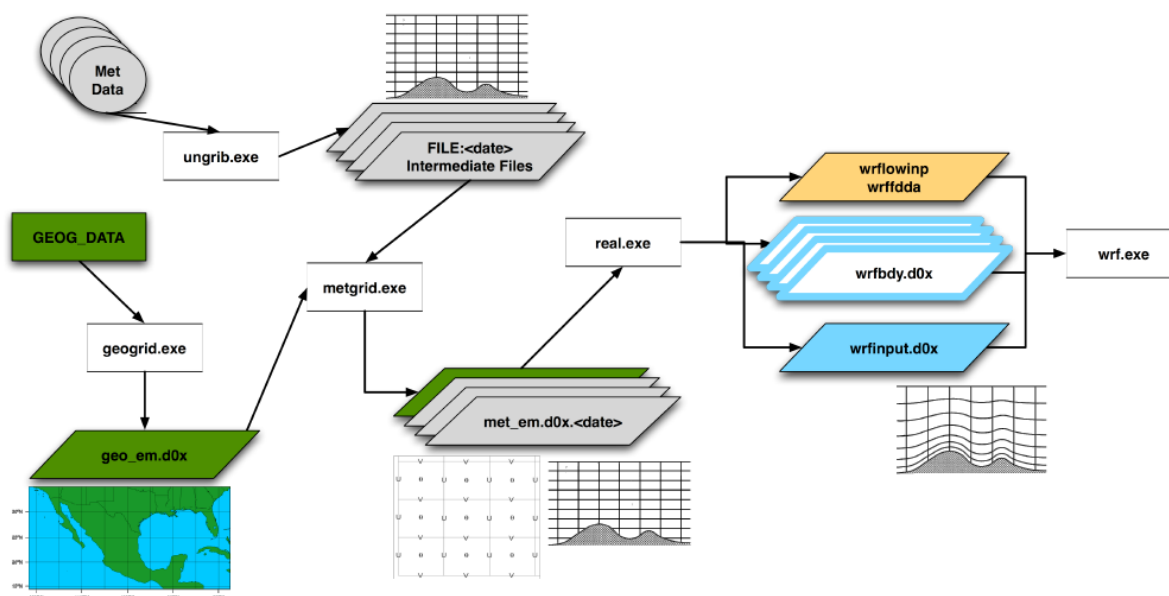 Met
Data
ungrib.exe
FILE:<date>
Intermediate Files
GEOG_DATA
geogrid.exe
metgrid.exe
geo_em.d0x
met_em.d0x.<date>
real.exe
wrflowinp
wrffdda
wrfbdy.d0x
wrfinput.d0x
wrf.exe
V V V
U θ U θ U θ U
V V V
U θ U θ U θ U
V V V
U θ U θ U θ U
V V V